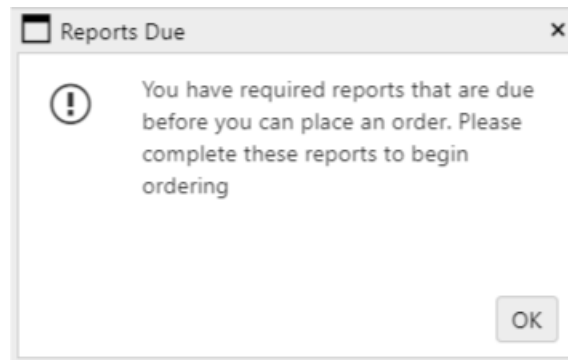 Reports Due
You have required reports that are due
before you can place an order. Please
complete these reports to begin
ordering
OK